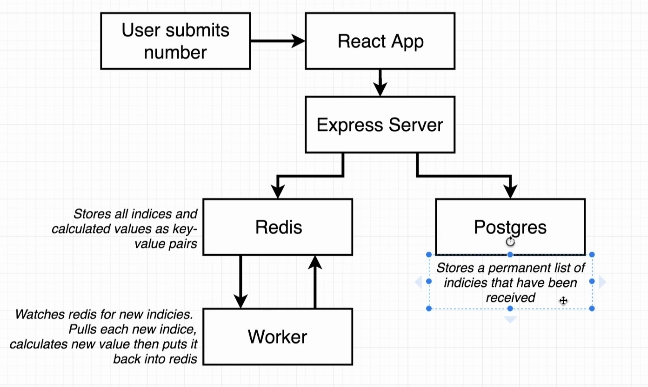 User submits
number
React App
Express Server
Stores all indices and
calculated values as key-
value pairs
Redis
Postgres
Stores a permanent list of
indicies that have been
received
Watches redis for new indicies.
Pulls each new indice,
calculates new value then puts it
back into redis
Worker